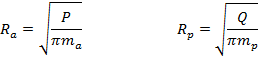 R_a = √(P / (πm_a))    R_p = √(Q / (πm_p))